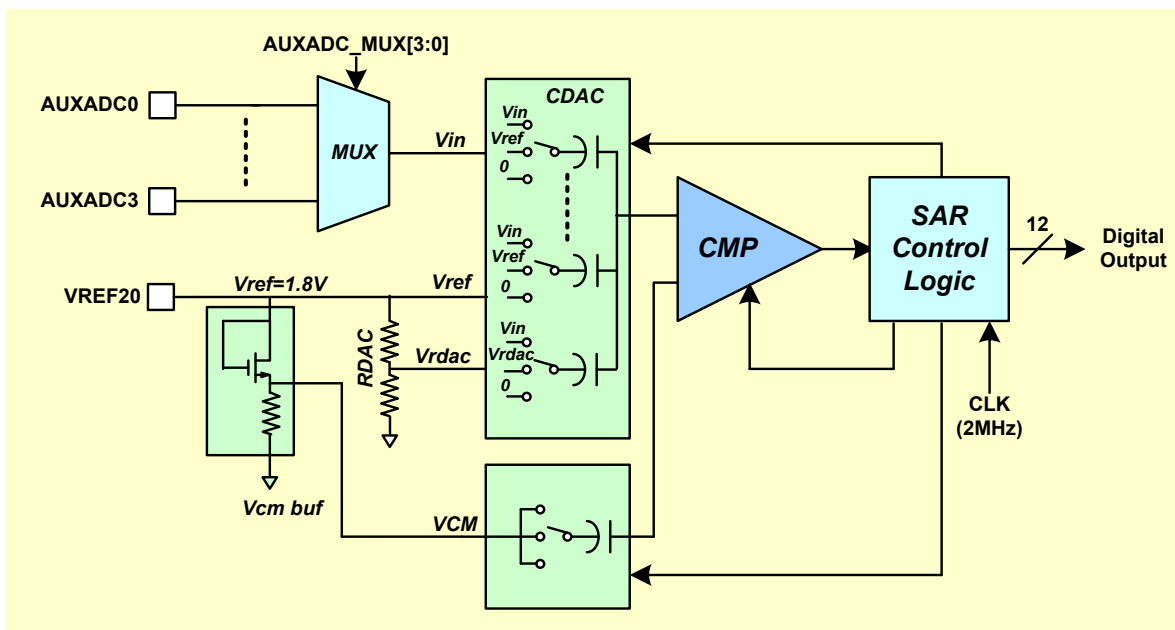 AUXADC_MUX[3:0]
AUXADC0
AUXADC3
MUX
Vin
CDAC
Vin
Vref
0
Vin
Vref
0
Vin
Vrdac
0
VREF20
Vref=1.8V
Vref
RDAC
Vrdac
Vcm buf
VCM
CMP
SAR
Control
Logic
12
Digital
Output
CLK
(2MHz)